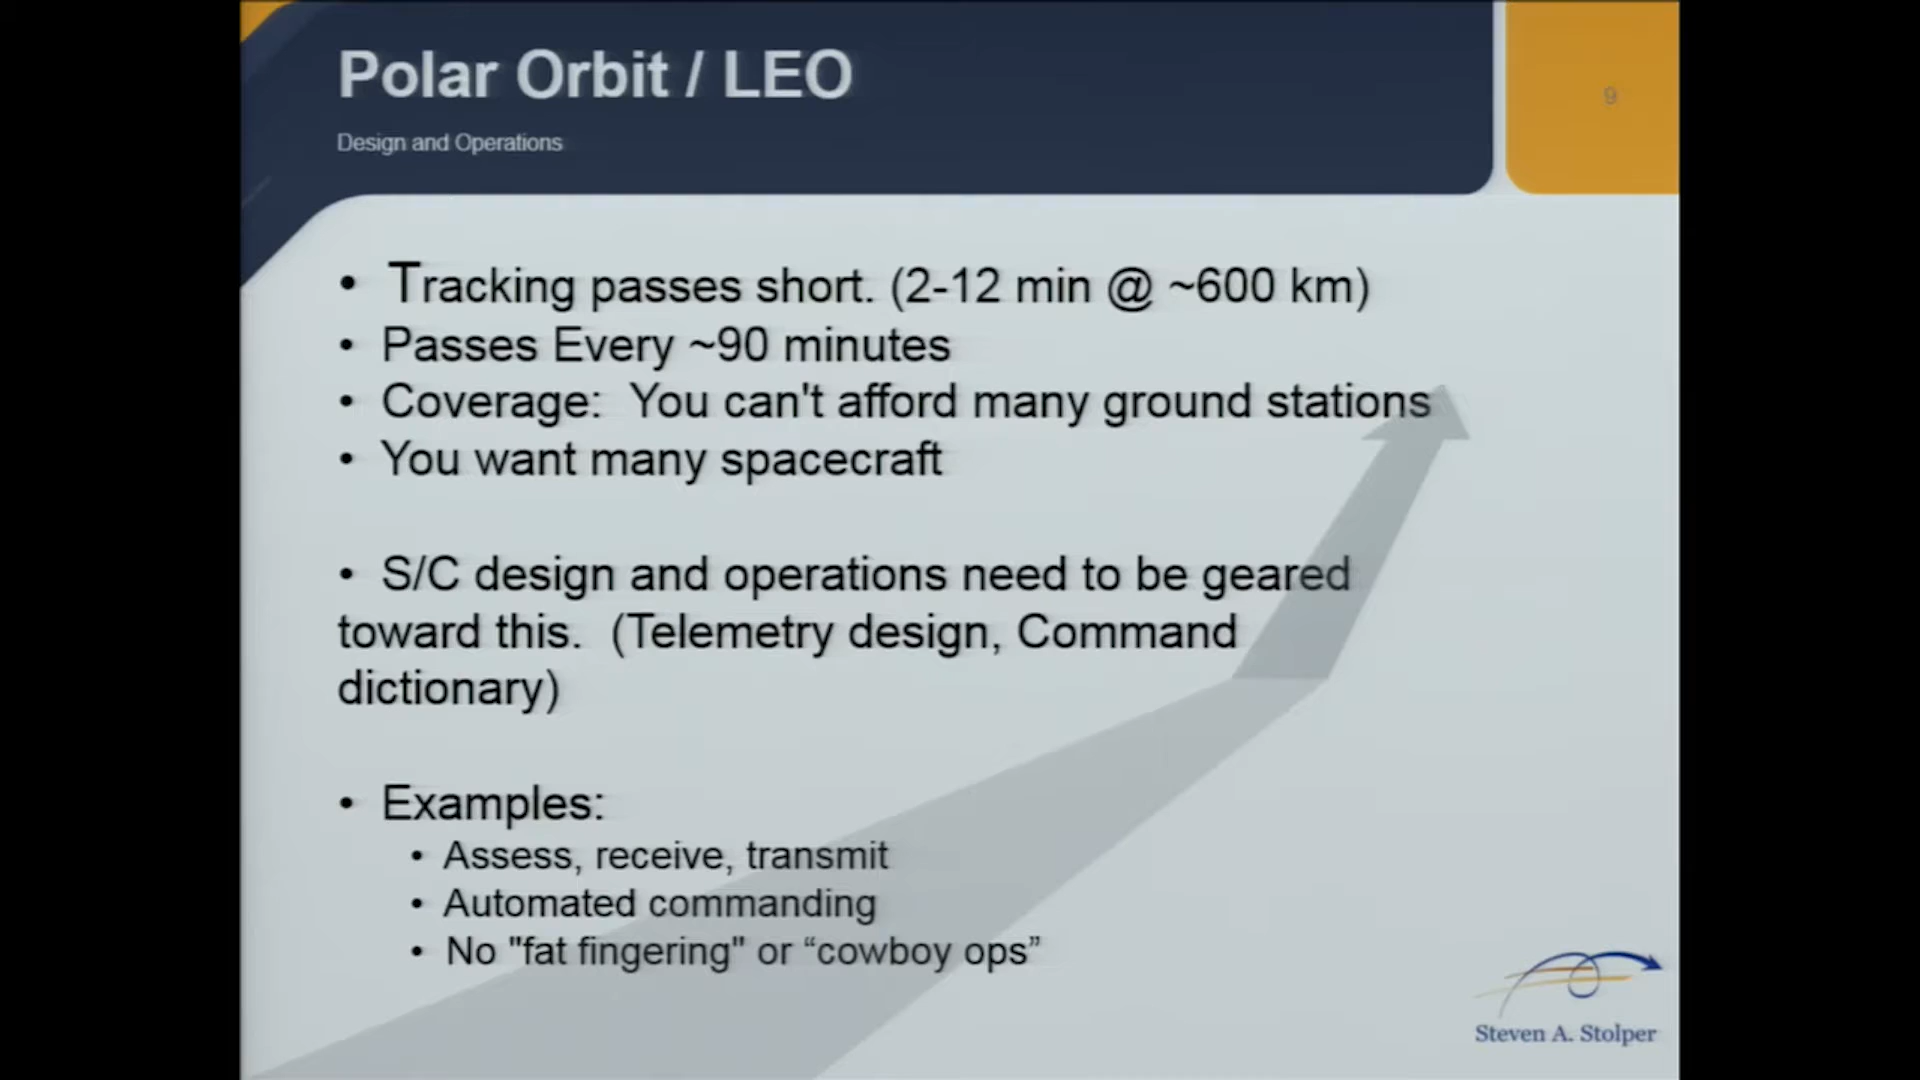 Polar Orbit / LEO
9
Design and Operations
• Tracking passes short. (2-12 min @ ~600 km)
• Passes Every ~90 minutes
• Coverage: You can't afford many ground stations
• You want many spacecraft
• S/C design and operations need to be geared
toward this. (Telemetry design, Command
dictionary)
• Examples:
• Assess, receive, transmit
• Automated commanding
• No "fat fingering" or “cowboy ops”
Steven A. Stolper